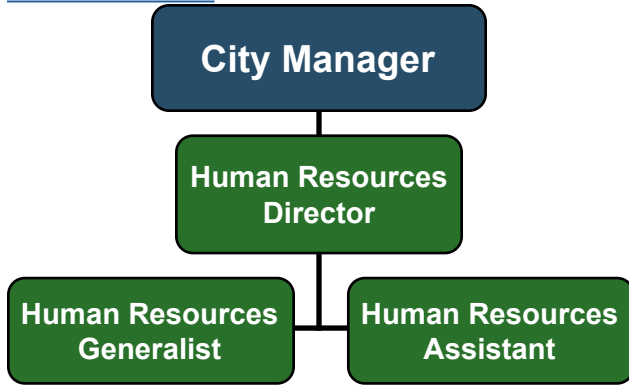 City Manager
Human Resources
Director
Human Resources
Generalist
Human Resources
Assistant